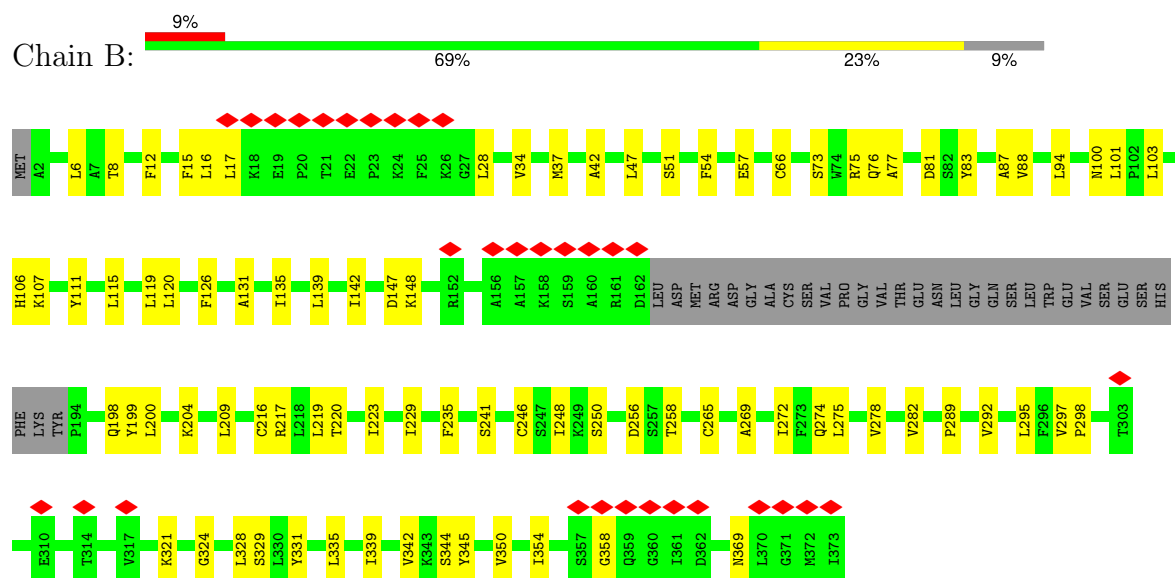 9%
Chain B:
69% 23% 9%
MET A2 L6 A7 T8 F12 F15 L16 L17 K18 E19 P20 T21 E22 P23 K24 F25 K26 G27 L28 V34 M37 A42 L47 S51 F54 E57 C66 S73 W74 R75 Q76 A77 D81 S82 Y83 A87 V88 L94 N100 L101 P102 L103
H106 K107 Y111 L115 L119 L120 F126 A131 I135 L139 I142 D147 K148 R152 A156 A157 K158 S159 A160 R161 D162 LEU ASP MET ARG ASP GLY ALA CYS SER VAL PRO GLY VAL THR GLU ASN LEU GLY GLN SER LEU TRP GLU VAL SER GLU SER HIS
PHE LYS TYR P194 Q198 Y199 L200 K204 L209 C216 R217 L218 L219 T220 I223 I229 F235 S241 C246 S247 I248 K249 S250 D256 S257 T258 C265 A269 I272 F273 Q274 L275 V278 V282 P289 V292 L295 F296 V297 P298 T303
E310 T314 V317 K321 G324 L328 S329 L330 Y331 L335 I339 V342 K343 S344 Y345 V350 I354 S357 G358 Q359 G360 I361 D362 N369 L370 G371 M372 I373